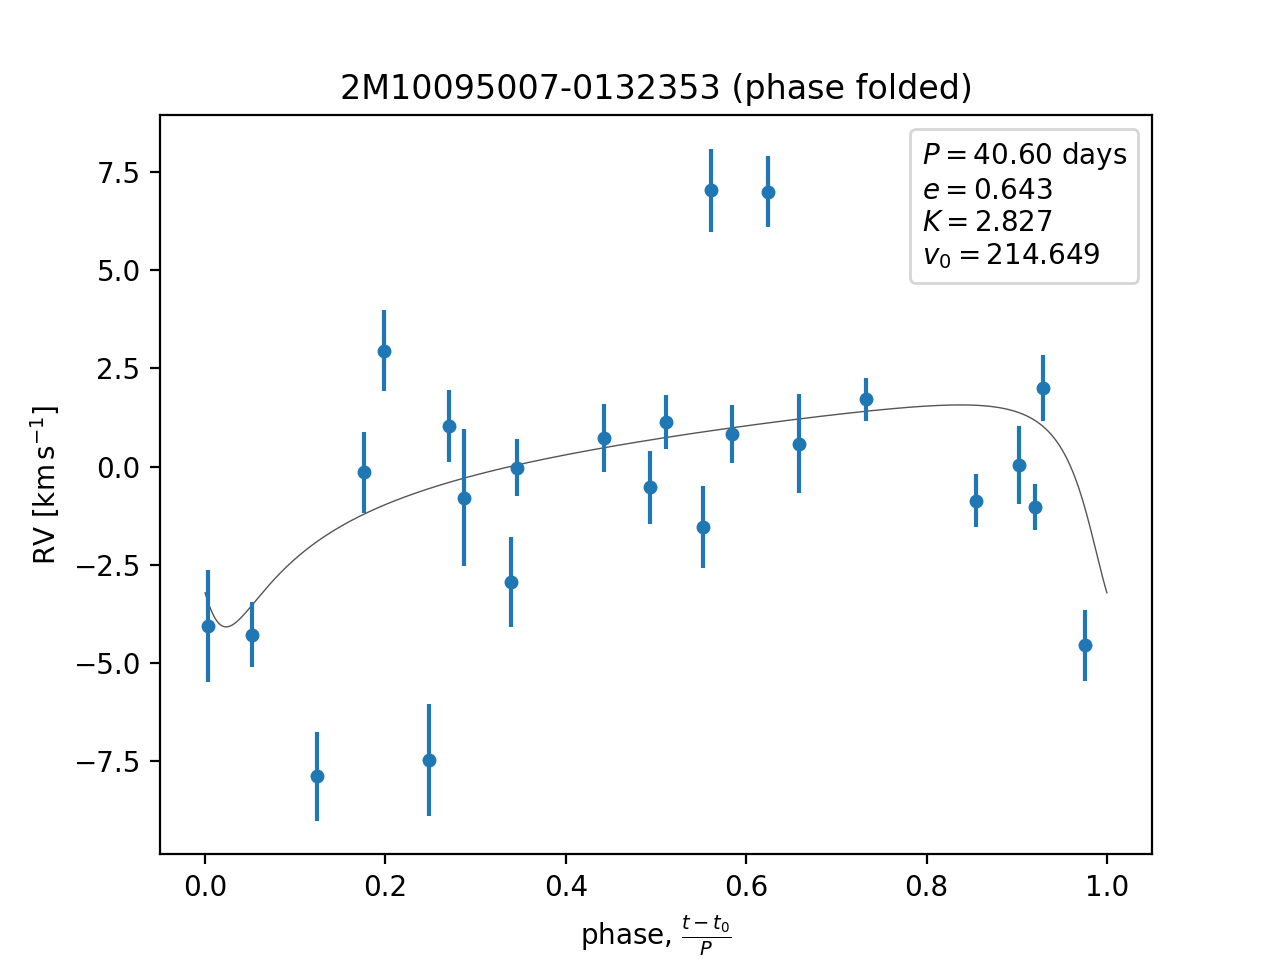 2M10095007-0132353 (phase folded)
P = 40.60 days
e = 0.643
K = 2.827
v₀ = 214.649
7.5
5.0
2.5
0.0
−2.5
−5.0
−7.5
RV [km s⁻¹]
0.0 0.2 0.4 0.6 0.8 1.0
phase, (t − t₀)/P